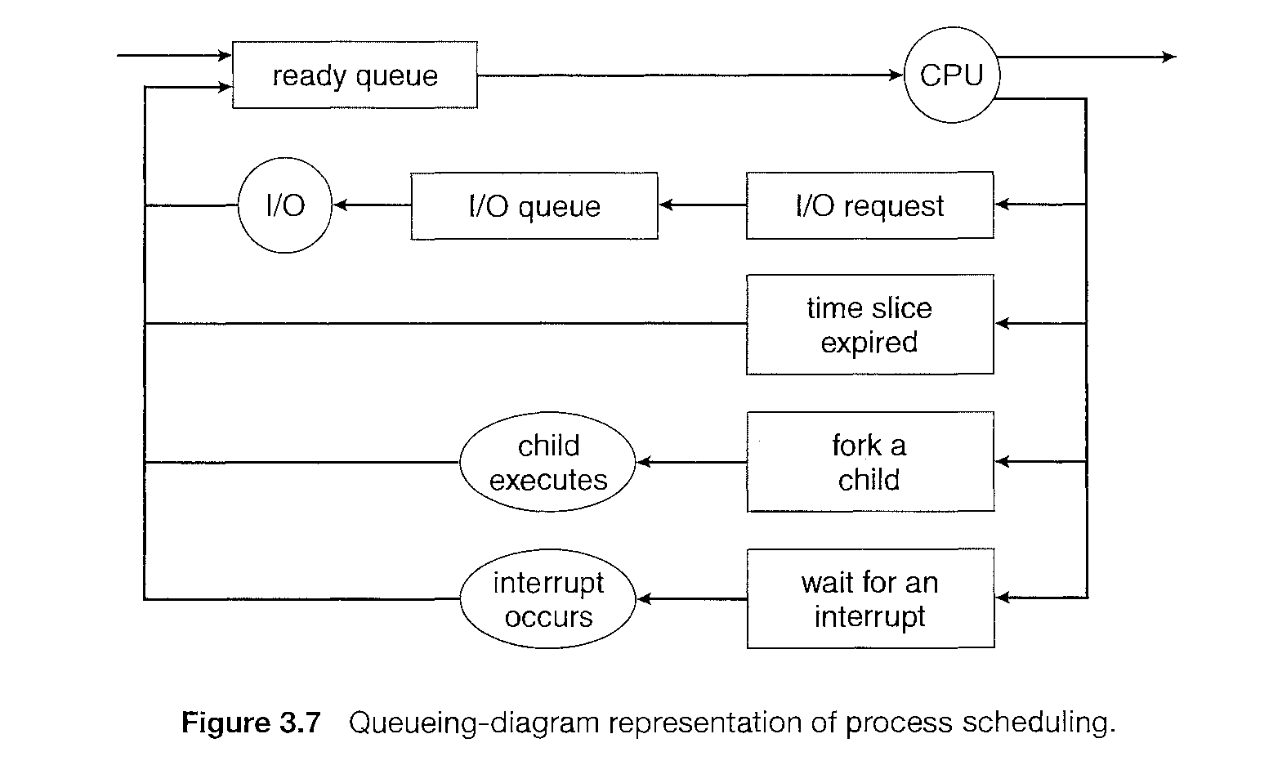 ready queue
CPU
I/O
I/O queue
I/O request
time slice
expired
child
executes
fork a
child
interrupt
occurs
wait for an
interrupt
Figure 3.7 Queueing-diagram representation of process scheduling.